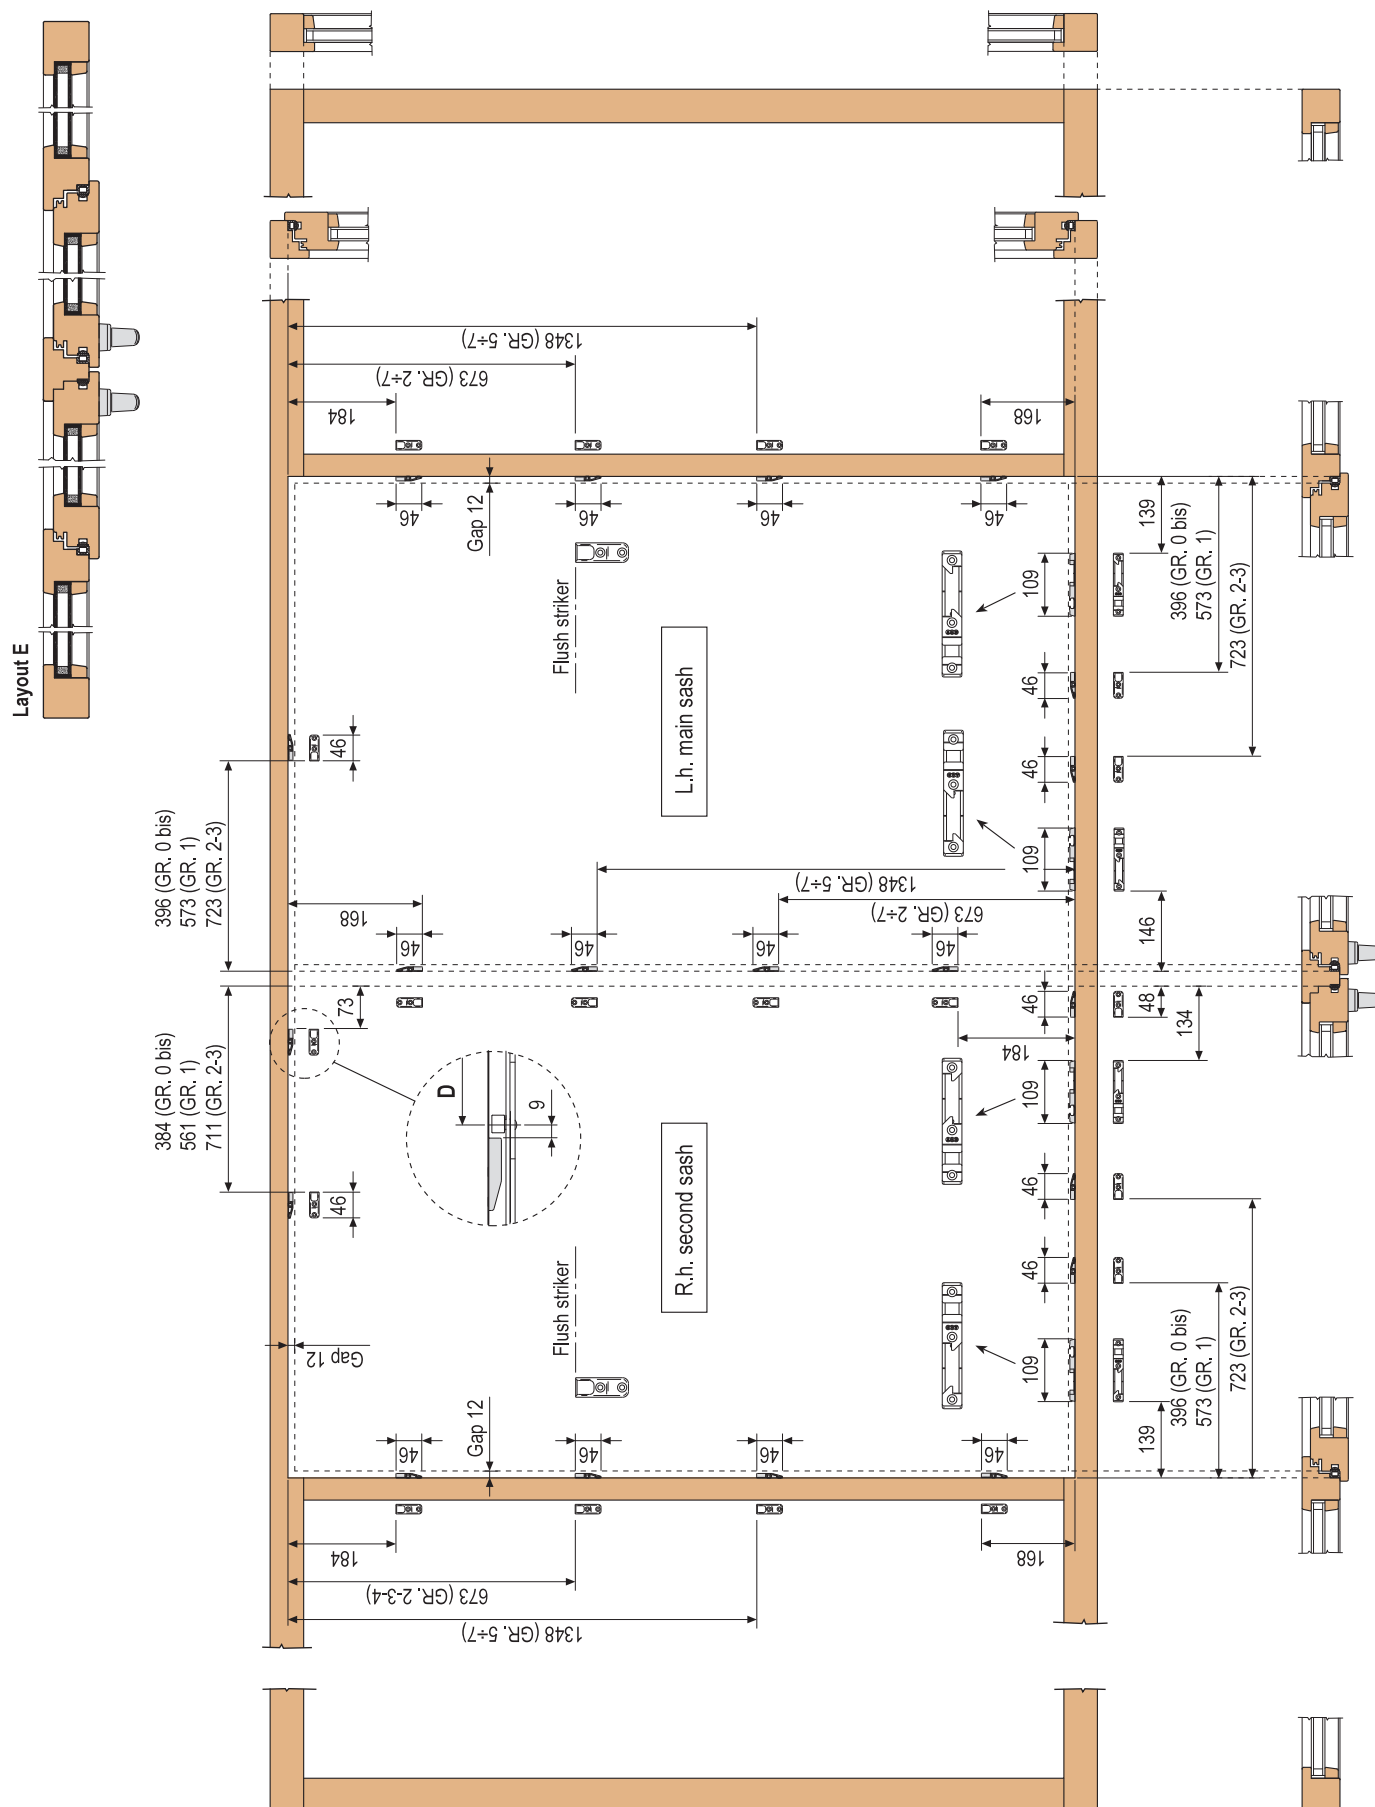 Layout E
1348 (GR. 5÷7)
673 (GR. 2÷7)
184
168
46
46
46
46
Gap 12
Flush striker
L.h. main sash
109
46
46
109
139
396 (GR. 0 bis)
573 (GR. 1)
723 (GR. 2-3)
46
396 (GR. 0 bis)
573 (GR. 1)
723 (GR. 2-3)
168
1348 (GR. 5÷7)
673 (GR. 2÷7)
46
46
46
46
146
384 (GR. 0 bis)
561 (GR. 1)
711 (GR. 2-3)
73
46
48
134
184
D
9
46
R.h. second sash
109
46
46
109
Flush striker
Gap 12
Gap 12
46
46
46
46
139
396 (GR. 0 bis)
573 (GR. 1)
723 (GR. 2-3)
184
168
673 (GR. 2-3-4)
1348 (GR. 5÷7)